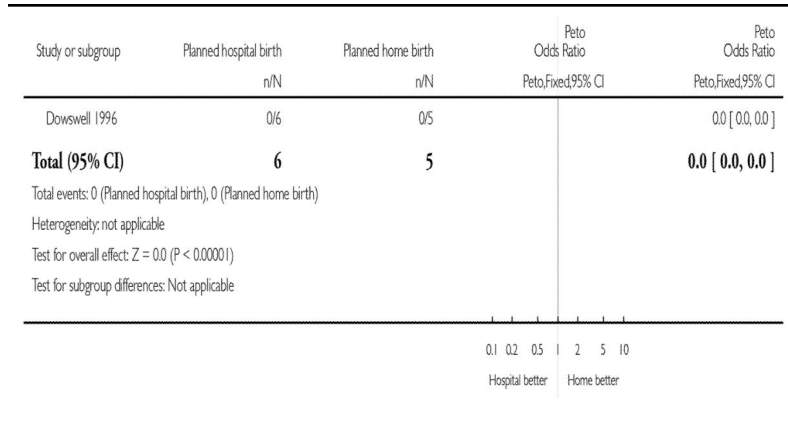 Study or subgroup Planned hospital birth Planned home birth Peto Odds Ratio Peto Odds Ratio
n/N n/N Peto,Fixed,95% CI Peto,Fixed,95% CI
Dowswell 1996 0/6 0/5 0.0 [ 0.0, 0.0 ]
Total (95% CI) 6 5 0.0 [ 0.0, 0.0 ]
Total events: 0 (Planned hospital birth), 0 (Planned home birth)
Heterogeneity: not applicable
Test for overall effect: Z = 0.0 (P < 0.00001)
Test for subgroup differences: Not applicable
0.1 0.2 0.5 1 2 5 10
Hospital better Home better